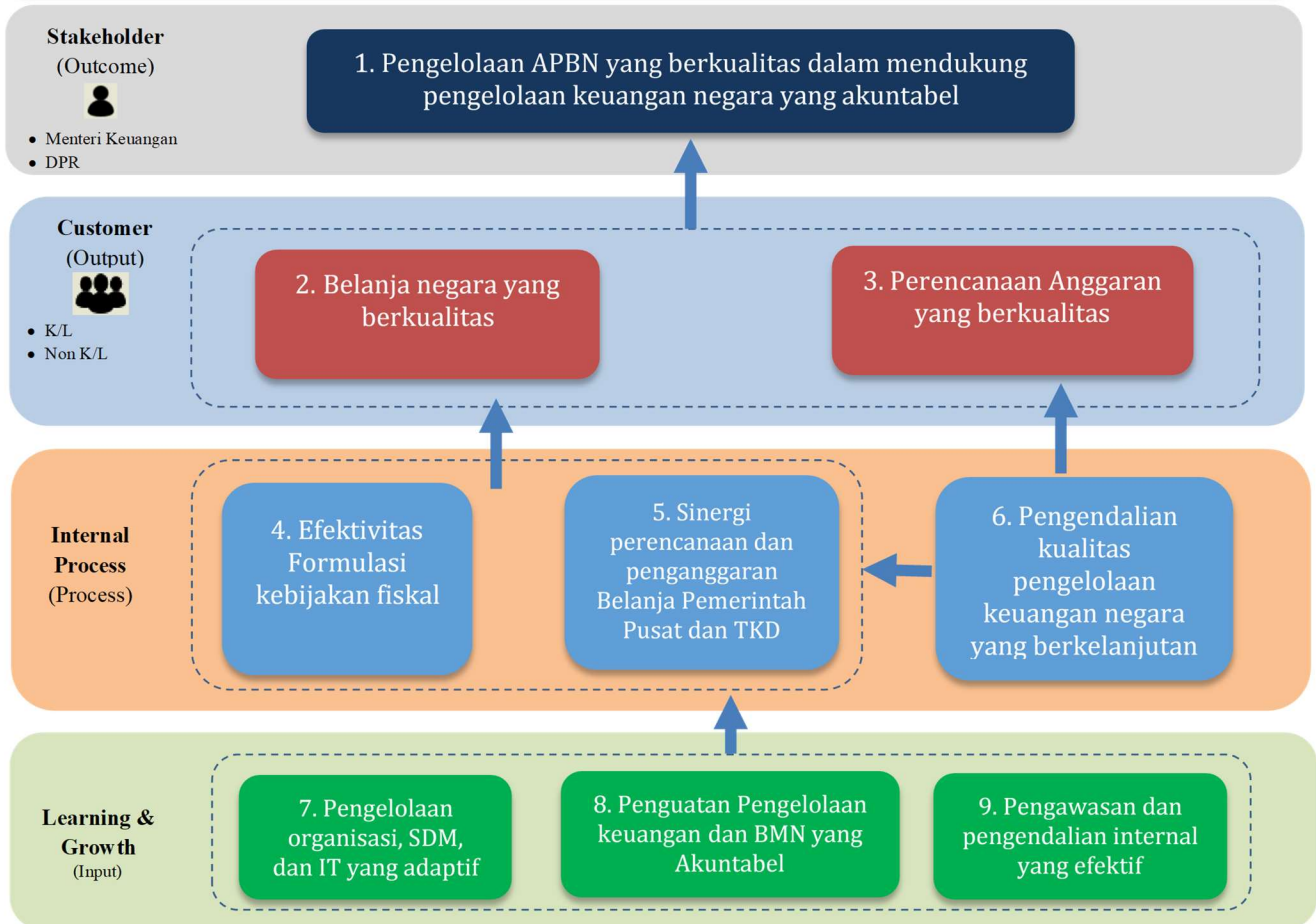 Stakeholder
(Outcome)
• Menteri Keuangan
• DPR
1. Pengelolaan APBN yang berkualitas dalam mendukung
pengelolaan keuangan negara yang akuntabel
Customer
(Output)
• K/L
• Non K/L
2. Belanja negara yang
berkualitas
3. Perencanaan Anggaran
yang berkualitas
Internal
Process
(Process)
4. Efektivitas
Formulasi
kebijakan fiskal
5. Sinergi
perencanaan dan
penganggaran
Belanja Pemerintah
Pusat dan TKD
6. Pengendalian
kualitas
pengelolaan
keuangan negara
yang berkelanjutan
Learning &
Growth
(Input)
7. Pengelolaan
organisasi, SDM,
dan IT yang adaptif
8. Penguatan Pengelolaan
keuangan dan BMN yang
Akuntabel
9. Pengawasan dan
pengendalian internal
yang efektif